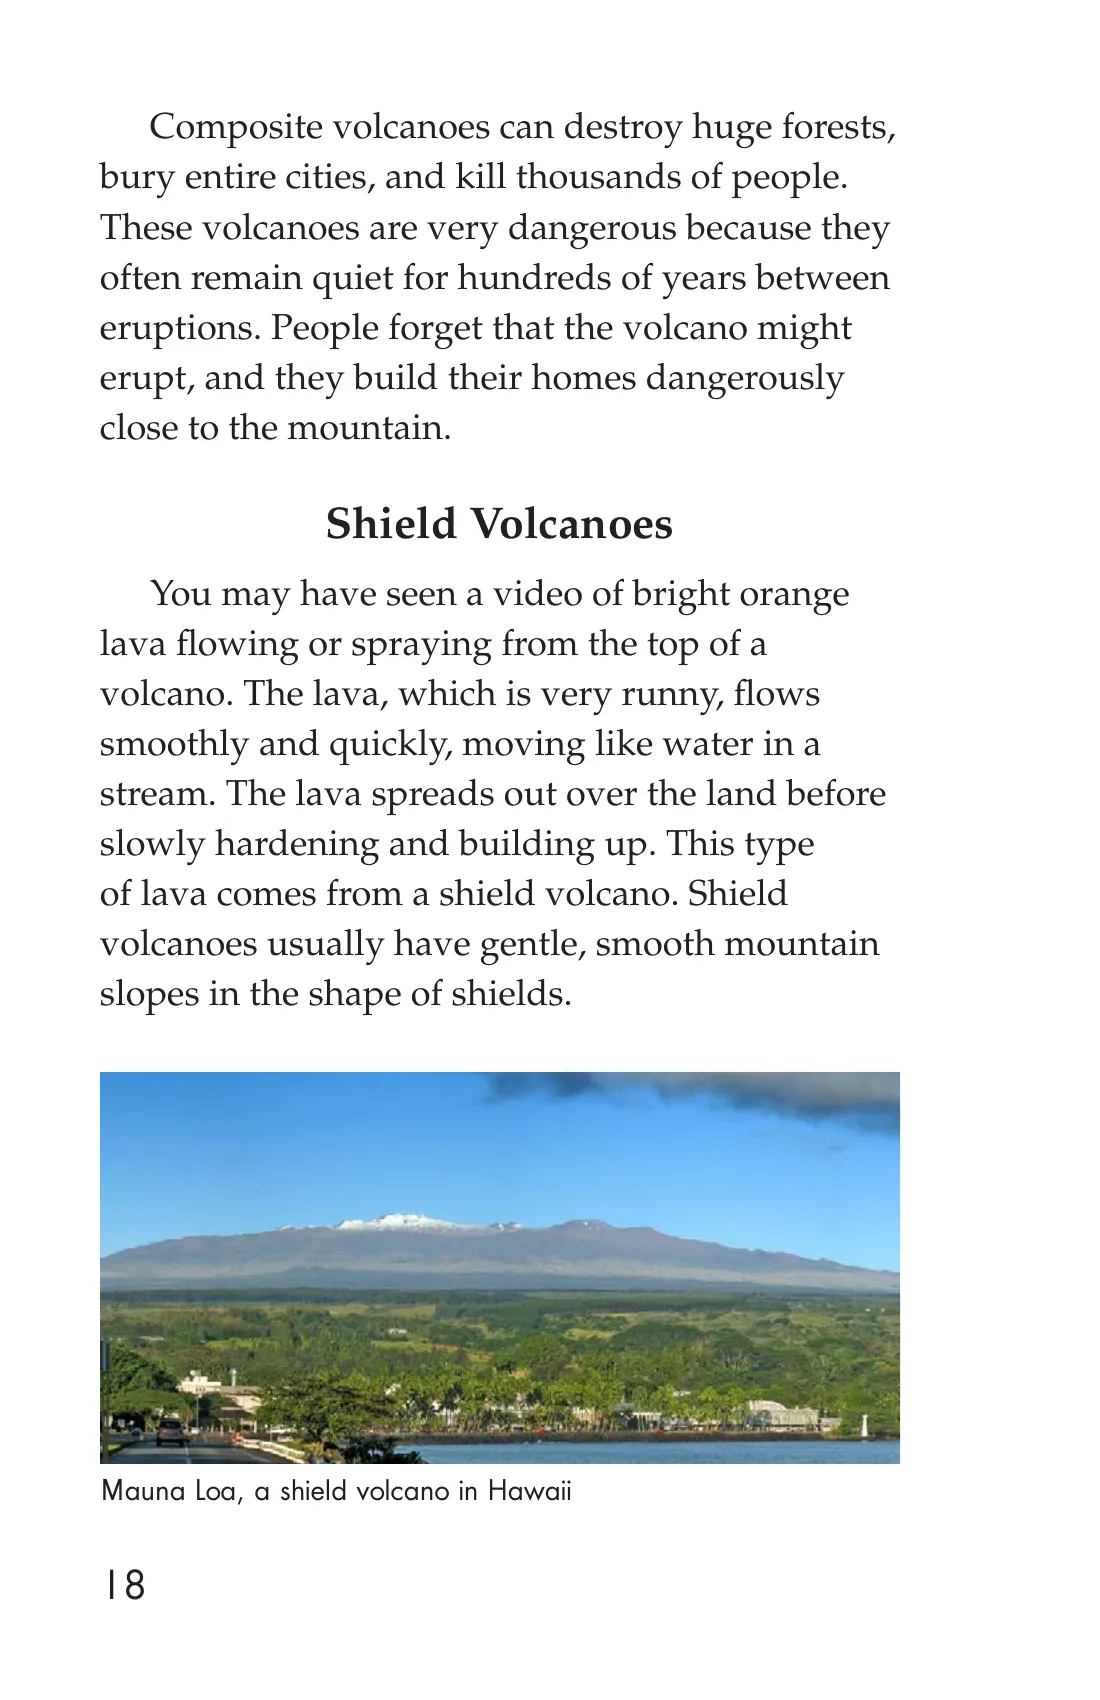 Composite volcanoes can destroy huge forests,
bury entire cities, and kill thousands of people.
These volcanoes are very dangerous because they
often remain quiet for hundreds of years between
eruptions. People forget that the volcano might
erupt, and they build their homes dangerously
close to the mountain.
Shield Volcanoes
You may have seen a video of bright orange
lava flowing or spraying from the top of a
volcano. The lava, which is very runny, flows
smoothly and quickly, moving like water in a
stream. The lava spreads out over the land before
slowly hardening and building up. This type
of lava comes from a shield volcano. Shield
volcanoes usually have gentle, smooth mountain
slopes in the shape of shields.
Mauna Loa, a shield volcano in Hawaii
18